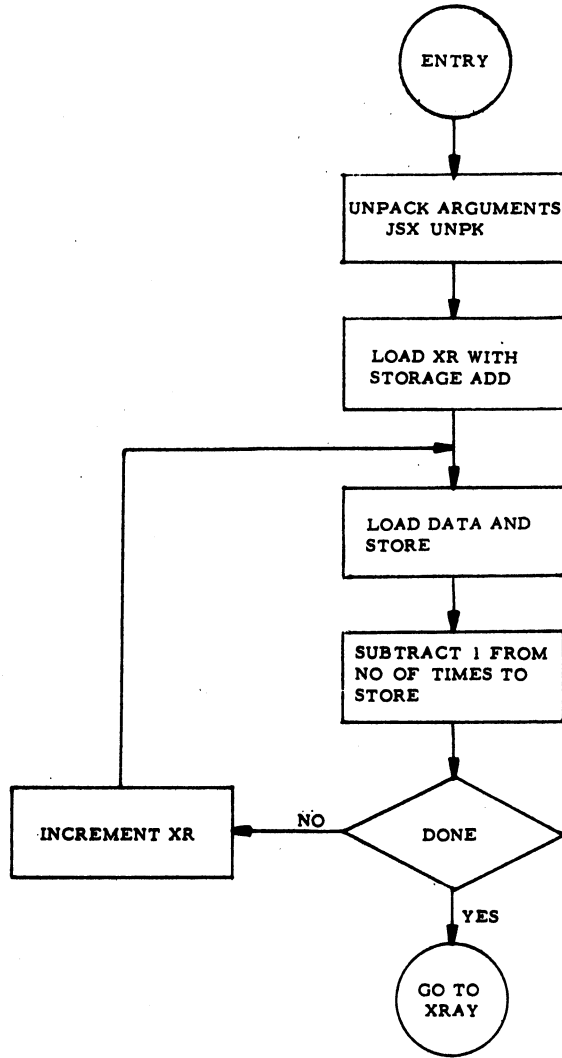 ENTRY
UNPACK ARGUMENTS
JSX UNPK
LOAD XR WITH
STORAGE ADD
LOAD DATA AND
STORE
SUBTRACT 1 FROM
NO OF TIMES TO
STORE
DONE
NO
INCREMENT XR
YES
GO TO
XRAY